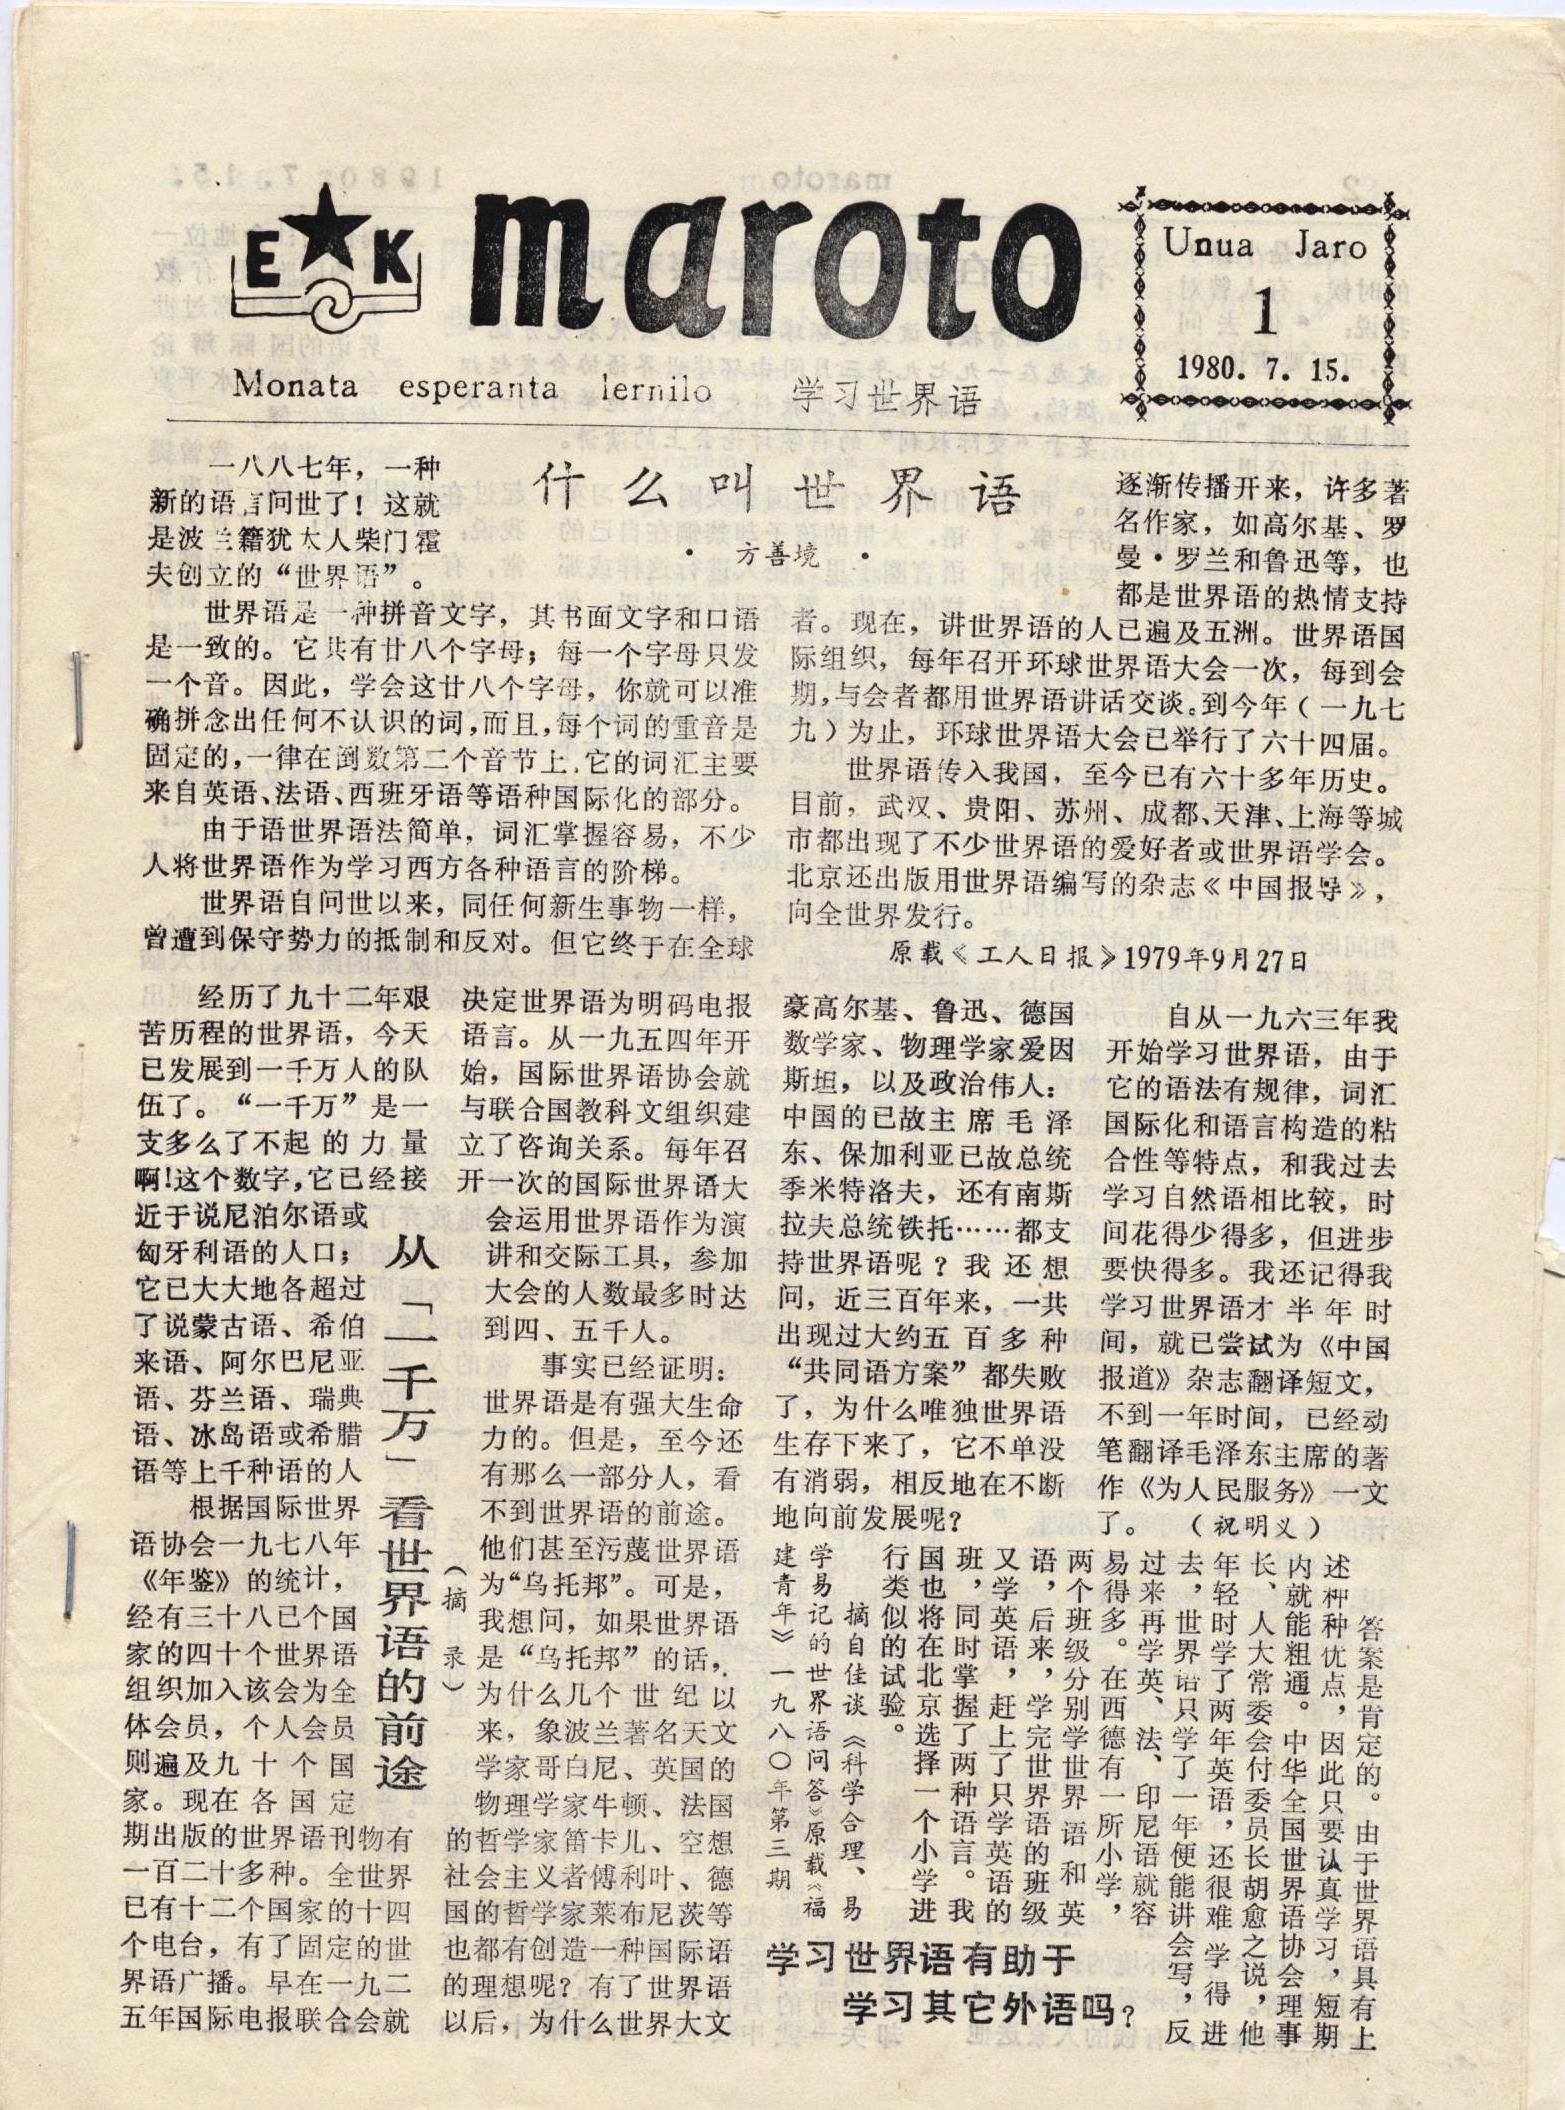 E★K
maroto
Unua Jaro
1
1980. 7. 15.
Monata esperanta lernilo 学习世界语
什么叫世界语
·方善境·
一八八七年，一种
新的语言问世了！这就
是波兰籍犹太人柴门霍
夫创立的“世界语”。
世界语是一种拼音文字，其书面文字和口语
是一致的。它共有廿八个字母；每一个字母只发
一个音。因此，学会这廿八个字母，你就可以准
确拼念出任何不认识的词，而且，每个词的重音是
固定的，一律在倒数第二个音节上．它的词汇主要
来自英语、法语、西班牙语等语种国际化的部分。
由于语世界语法简单，词汇掌握容易，不少
人将世界语作为学习西方各种语言的阶梯。
世界语自问世以来，同任何新生事物一样，
曾遭到保守势力的抵制和反对。但它终于在全球
逐渐传播开来，许多著
名作家，如高尔基、罗
曼·罗兰和鲁迅等，也
都是世界语的热情支持
者。现在，讲世界语的人已遍及五洲。世界语国
际组织，每年召开环球世界语大会一次，每到会
期，与会者都用世界语讲话交谈。到今年（一九七
九）为止，环球世界语大会已举行了六十四届。
世界语传入我国，至今已有六十多年历史。
目前，武汉、贵阳、苏州、成都、天津、上海等城
市都出现了不少世界语的爱好者或世界语学会。
北京还出版用世界语编写的杂志《中国报导》，
向全世界发行。
原载《工人日报》1979年9月27日
从「一千万」看世界语的前途
（摘录）
经历了九十二年艰
苦历程的世界语，今天
已发展到一千万人的队
伍了。“一千万”是一
支多么了不起的力量
啊！这个数字，它已经接
近于说尼泊尔语或
匈牙利语的人口；
它已大大地各超过
了说蒙古语、希伯
来语、阿尔巴尼亚
语、芬兰语、瑞典
语、冰岛语或希腊
语等上千种语的人
根据国际世界
语协会一九七八年
《年鉴》的统计，
经有三十八已个国
家的四十个世界语
组织加入该会为全
体会员，个人会员
则遍及九十个国
家。现在各国定
期出版的世界语刊物有
一百二十多种。全世界
已有十二个国家的十四
个电台，有了固定的世
界语广播。早在一九二
五年国际电报联合会就
决定世界语为明码电报
语言。从一九五四年开
始，国际世界语协会就
与联合国教科文组织建
立了咨询关系。每年召
开一次的国际世界语大
会运用世界语作为演
讲和交际工具，参加
大会的人数最多时达
到四、五千人。
事实已经证明：
世界语是有强大生命
力的。但是，至今还
有那么一部分人，看
不到世界语的前途。
他们甚至污蔑世界语
为“乌托邦”。可是，
我想问，如果世界语
是“乌托邦”的话，
为什么几个世纪以
来，象波兰著名天文
学家哥白尼、英国的
物理学家牛顿、法国
的哲学家笛卡儿、空想
社会主义者傅利叶、德
国的哲学家莱布尼茨等
也都有创造一种国际语
的理想呢？有了世界语
以后，为什么世界大文
豪高尔基、鲁迅、德国
数学家、物理学家爱因
斯坦，以及政治伟人：
中国的已故主席毛泽
东、保加利亚已故总统
季米特洛夫，还有南斯
拉夫总统铁托……都支
持世界语呢？我还想
问，近三百年来，一共
出现过大约五百多种
“共同语方案”都失败
了，为什么唯独世界语
生存下来了，它不单没
有消弱，相反地在不断
地向前发展呢？
自从一九六三年我
开始学习世界语，由于
它的语法有规律，词汇
国际化和语言构造的粘
合性等特点，和我过去
学习自然语相比较，时
间花得少得多，但进步
要快得多。我还记得我
学习世界语才半年时
间，就已尝试为《中国
报道》杂志翻译短文，
不到一年时间，已经动
笔翻译毛泽东主席的著
作《为人民服务》一文
了。（祝明义）
学习世界语有助于
学习其它外语吗？
答案是肯定的。由于世界语具有上
述种种优点，因此只要认真学习，短期
内就能粗通。中华全国世界语协会理事
长、人大常委会付委员长胡愈之说，他
年轻时学了两年英语，还很难学得进
去，世界语只学了一年便能讲会写，反
过来再学英、法、印尼语就容
易得多。在西德有一所小学，
两个班级分别学世界语和英
语，后来，学完世界语的班级
又学英语，赶上了只学英语的
班，同时掌握了两种语言。我
国也将在北京选择一个小学进
行类似的试验。
摘自佳谈《科学合理、易
学易记的世界语问答》原载《福
建青年》一九八〇年第三期